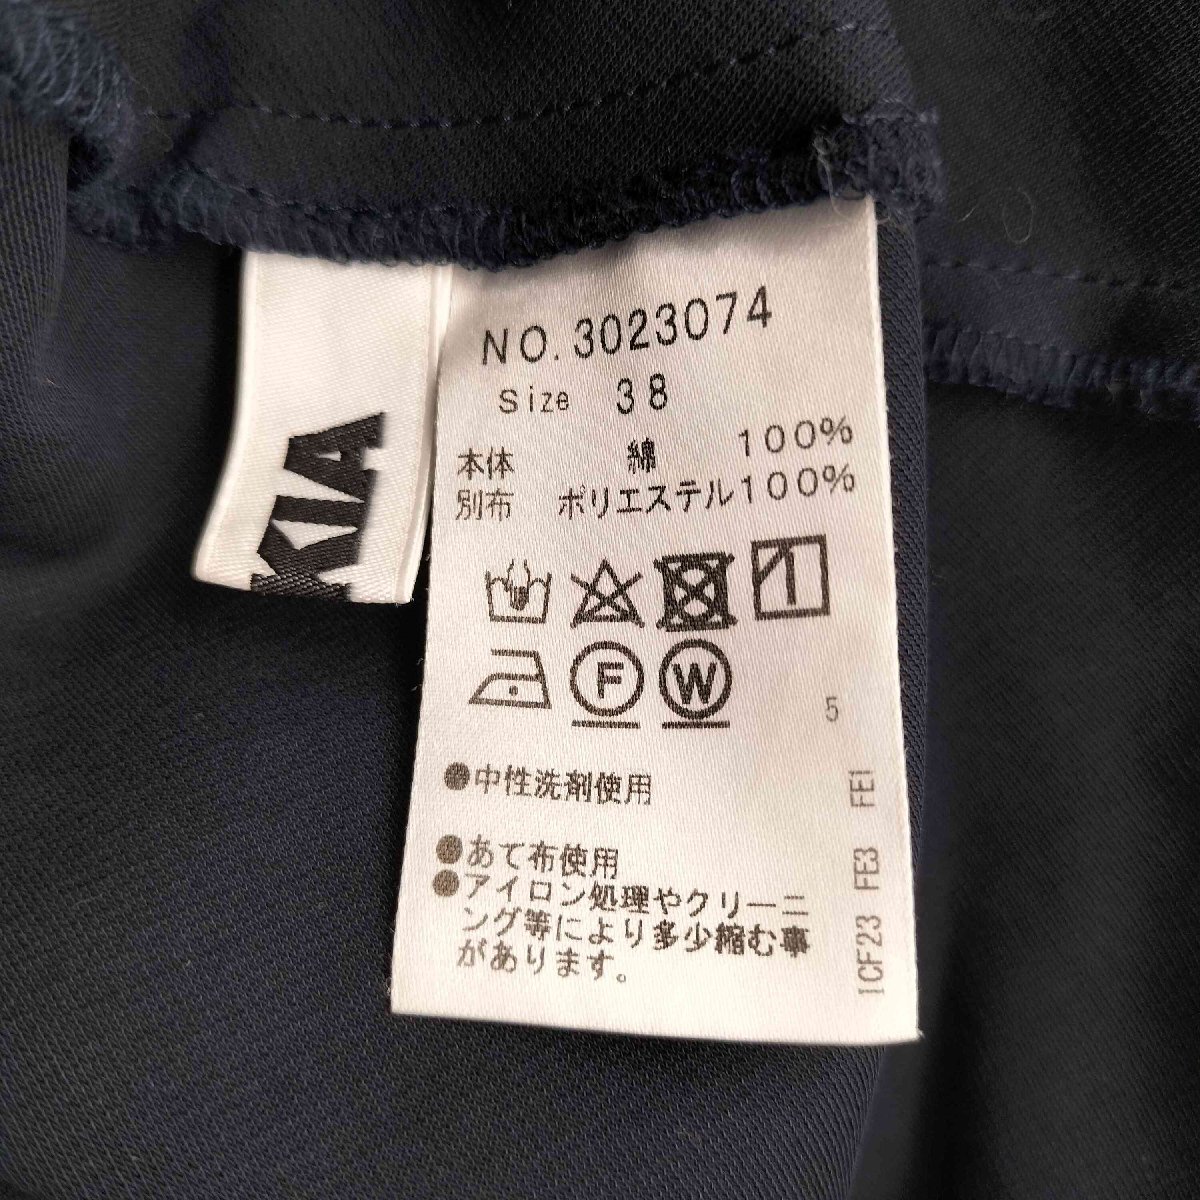 KIA
NO.3023074
Size 38
本体 綿 100%
別布 ポリエステル100%
F W
5
●中性洗剤使用
●あて布使用
●アイロン処理やクリーニ
ング等により多少縮む事
があります。
ICF23 FE3 FE1